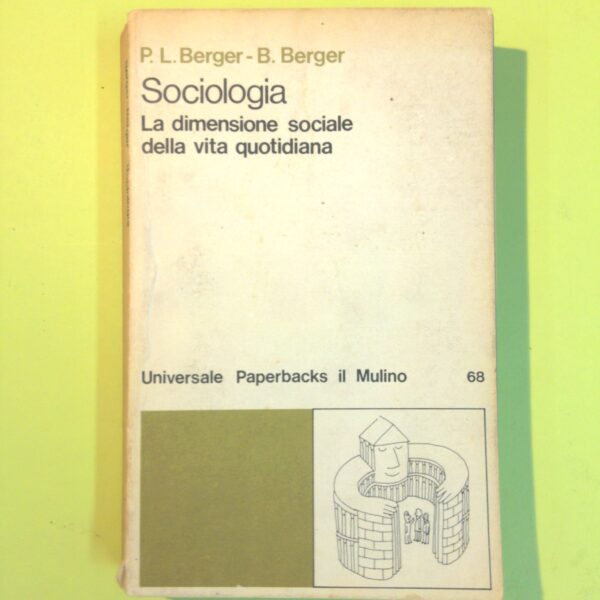 P. L. Berger - B. Berger
Sociologia
La dimensione sociale
della vita quotidiana
Universale Paperbacks il Mulino 68